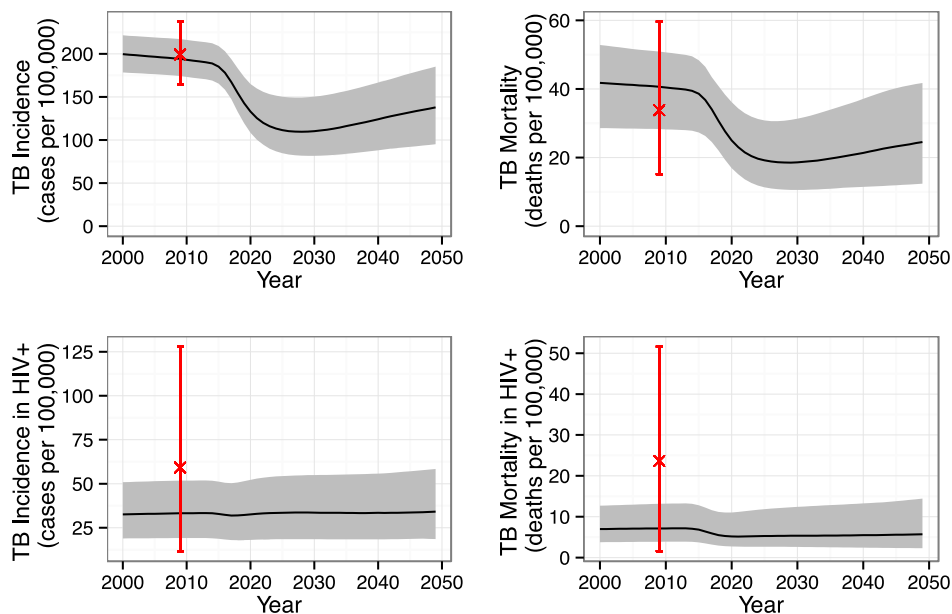 TB Incidence
(cases per 100,000)
200
150
100
50
0
2000 2010 2020 2030 2040 2050
Year
TB Mortality
(deaths per 100,000)
60
40
20
0
2000 2010 2020 2030 2040 2050
Year
TB Incidence in HIV+
(cases per 100,000)
125
100
75
50
25
2000 2010 2020 2030 2040 2050
Year
TB Mortality in HIV+
(deaths per 100,000)
50
40
30
20
10
0
2000 2010 2020 2030 2040 2050
Year